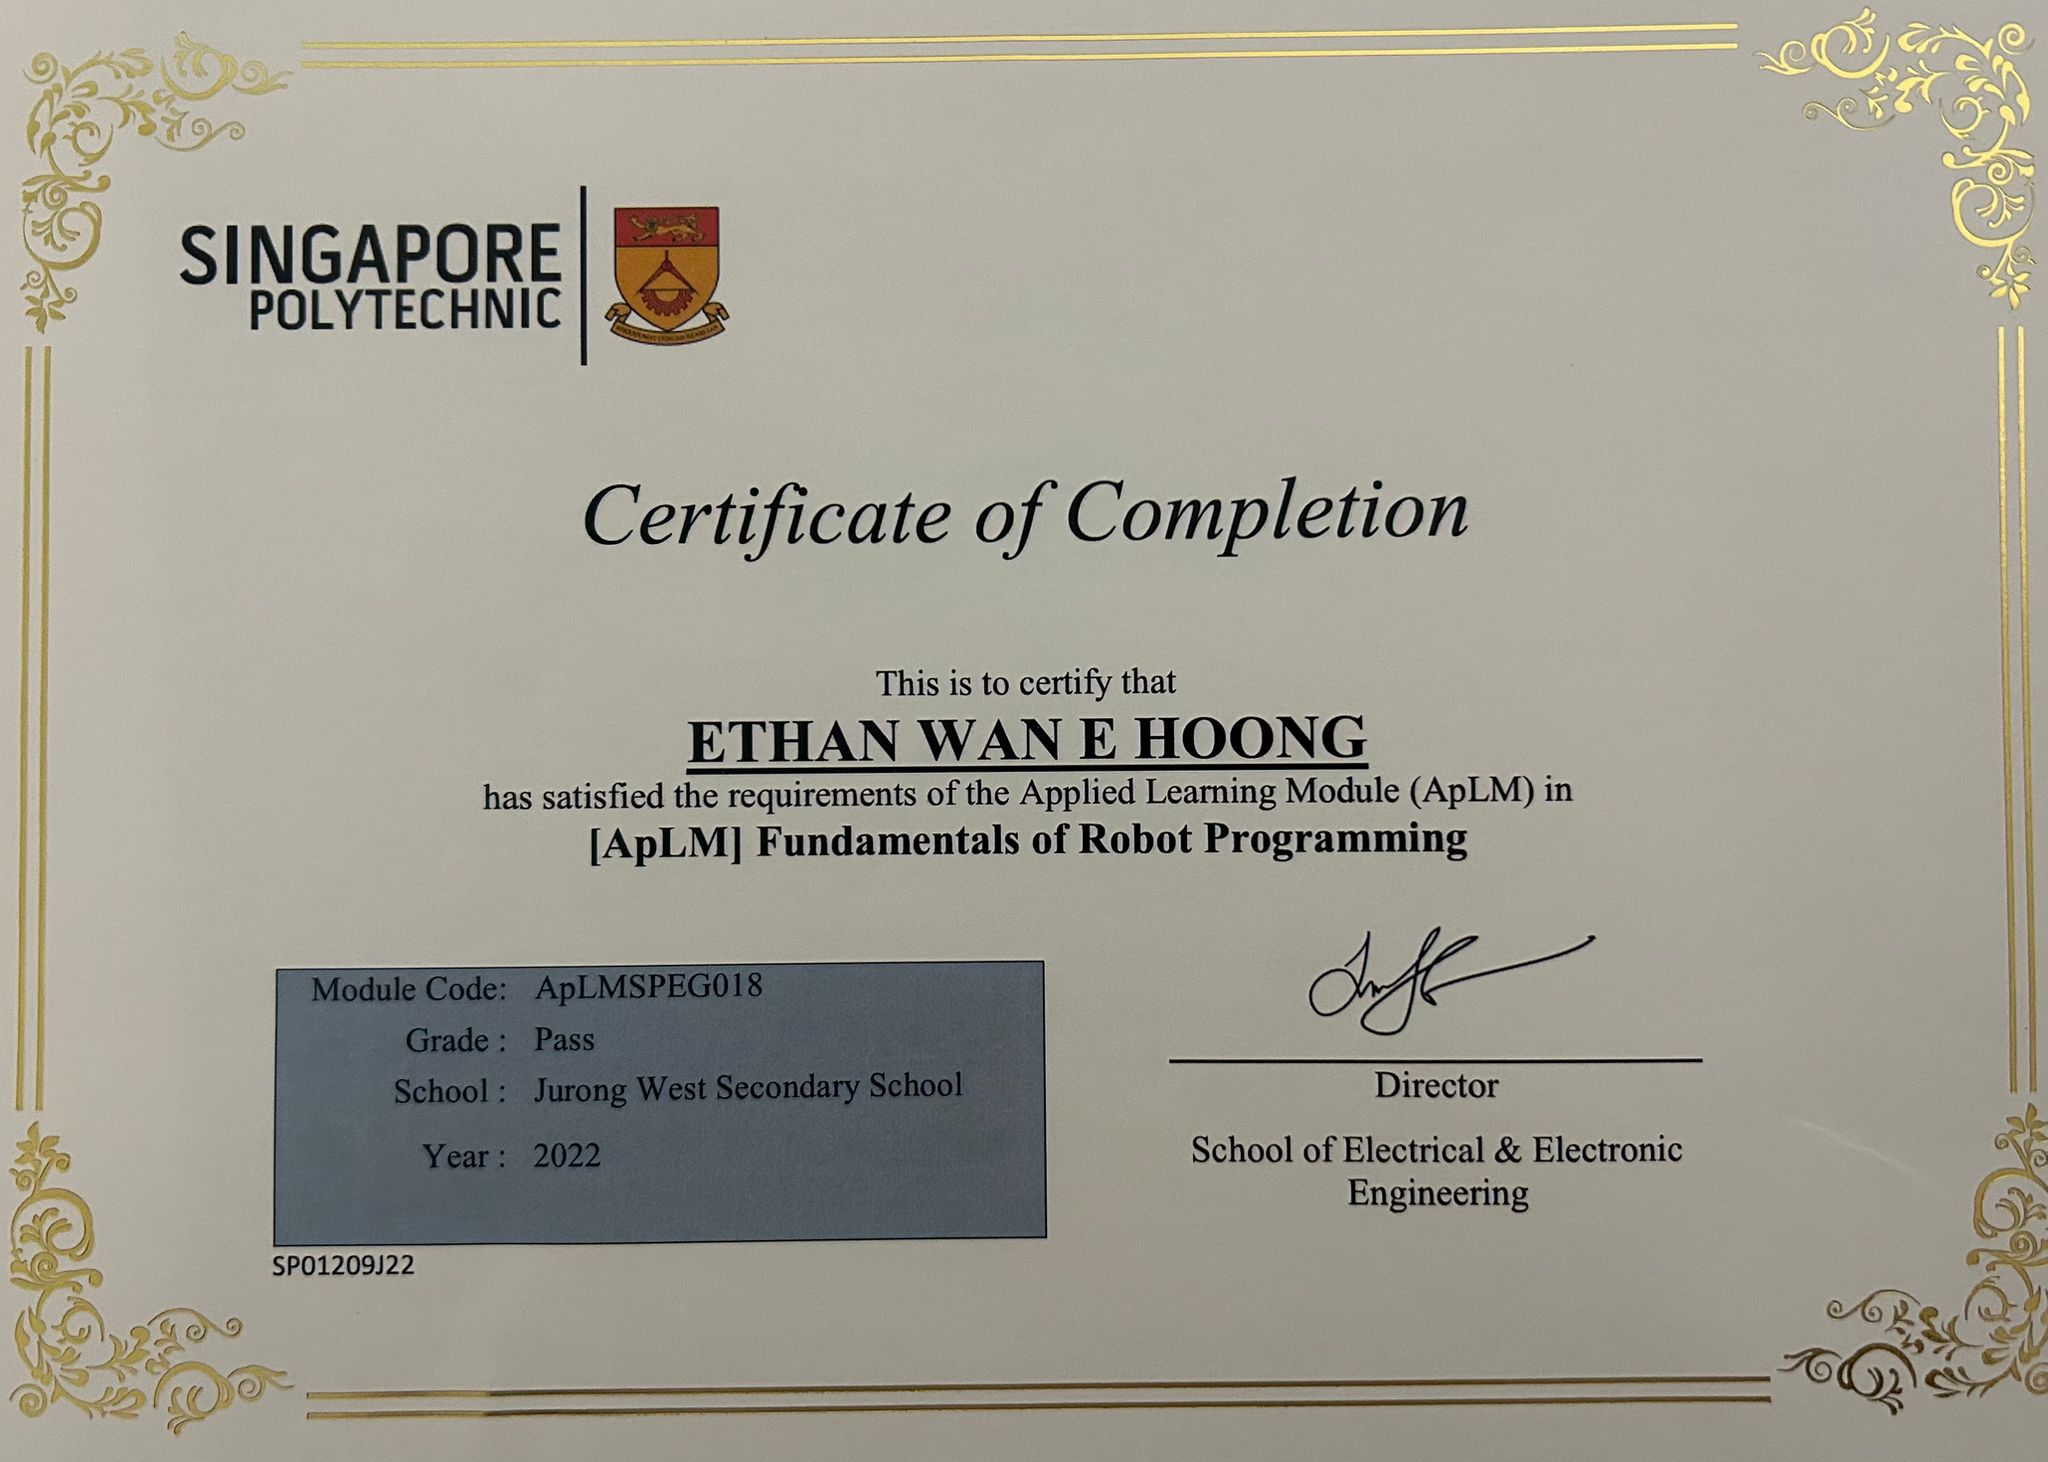 SINGAPORE
POLYTECHNIC
Certificate of Completion
This is to certify that
ETHAN WAN E HOONG
has satisfied the requirements of the Applied Learning Module (ApLM) in
[ApLM] Fundamentals of Robot Programming
Module Code: ApLMSPEG018
Grade : Pass
School : Jurong West Secondary School
Year : 2022
SP01209J22
Director
School of Electrical & Electronic
Engineering